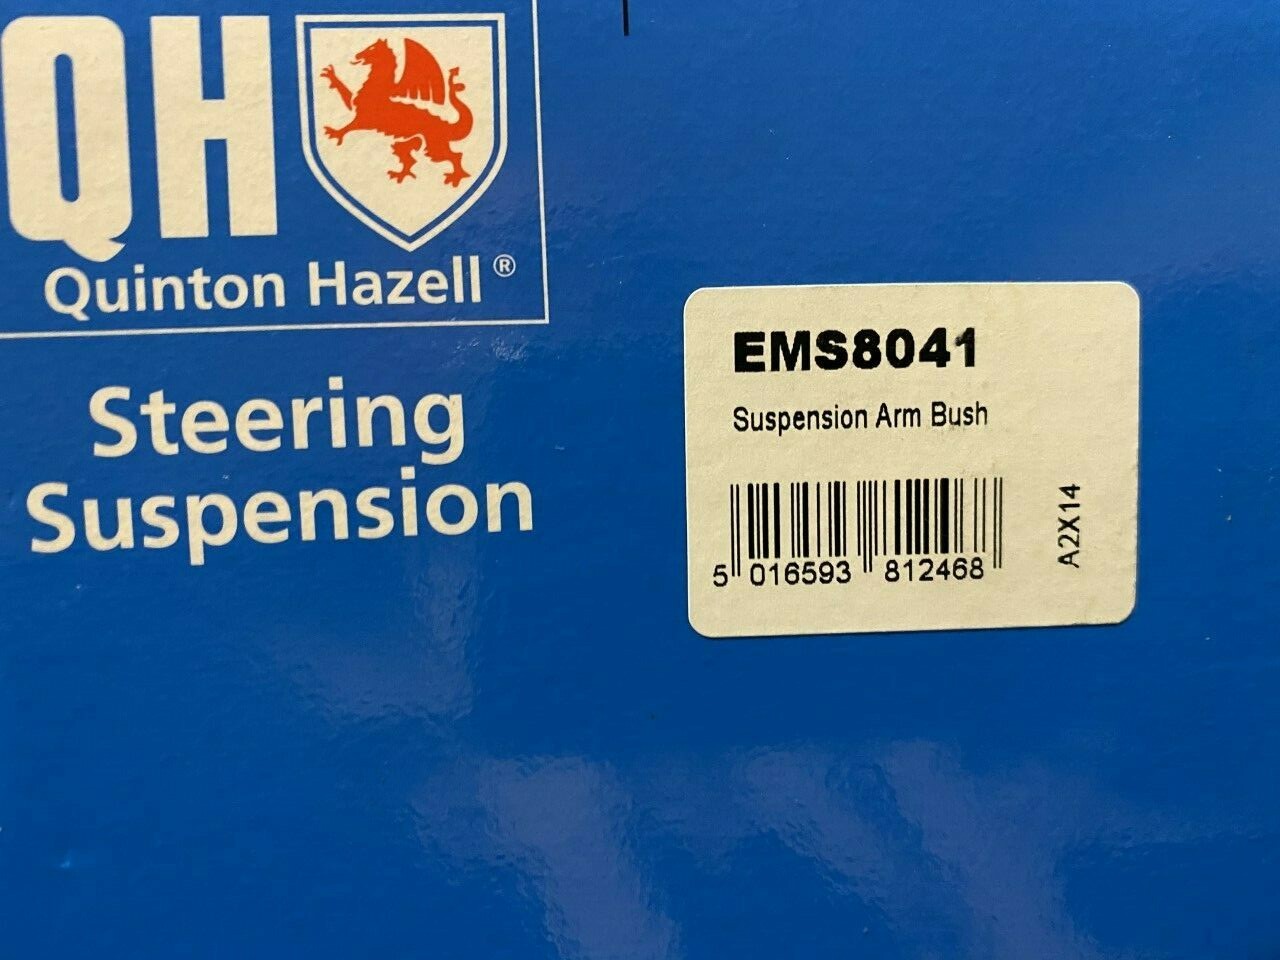 QH
Quinton Hazell®
Steering
Suspension
EMS8041
Suspension Arm Bush
5 016593 812468
A2X14